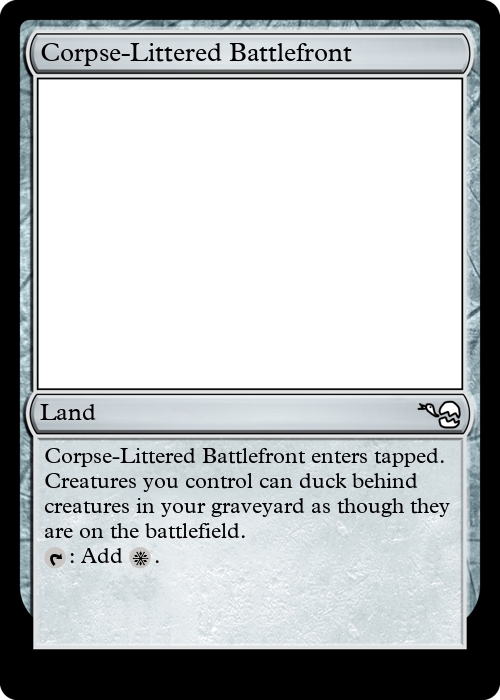 Corpse-Littered Battlefront
Land
Corpse-Littered Battlefront enters tapped.
Creatures you control can duck behind
creatures in your graveyard as though they
are on the battlefield.
: Add .